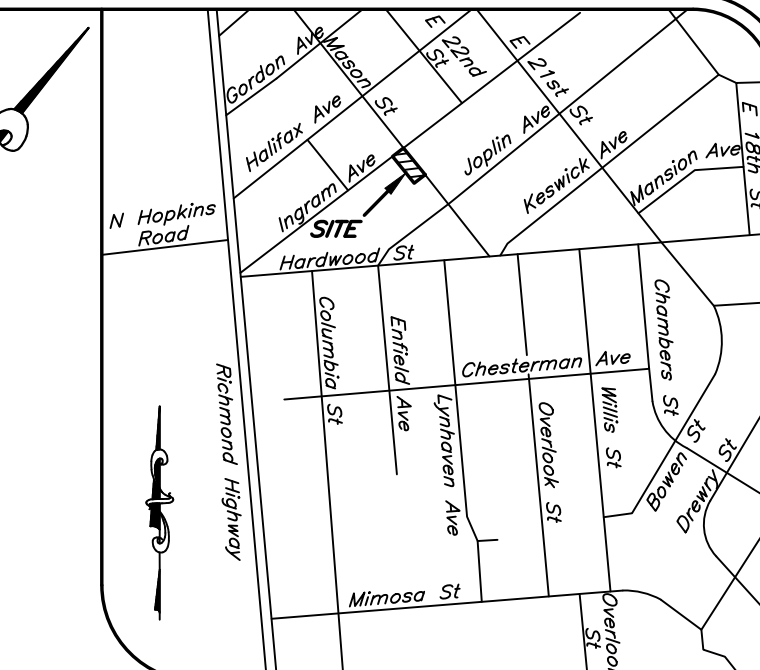 Gordon Ave
Mason St
E 22nd St
E 21st St
Halifax Ave
Joplin Ave
Keswick Ave
Mansion Ave
E 18th St
Ingram Ave
SITE
N Hopkins
Road
Hardwood St
Columbia St
Enfield Ave
Chesterman Ave
Chambers St
Richmond Highway
Lynhaven Ave
Overlook St
Willis St
Bowen St
Drewry St
Mimosa St
Overloo
St